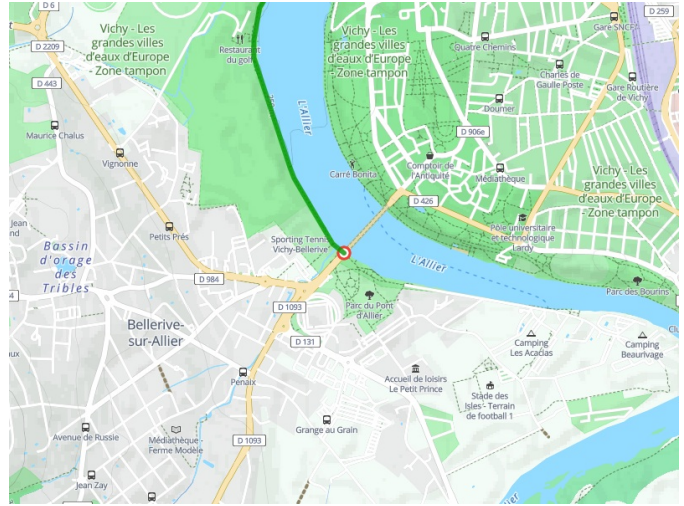 D 6
Vichy - Les
grandes villes
d'eaux d'Europe
- Zone tampon
D 2209
D 443
Restaurant
du golf
Vichy - Les
grandes villes
d'eaux d'Europe
- Zone tampon
D 259
Gare SNCF
Quatre Chemins
Charles de
Gaulle Poste
Gare Routière
de Vichy
Doumer
D 906e
L'Allier
Maurice Chalus
Vignonne
Carré Bonita
Comptoir de
l'Antiquité
Médiathèque
Vichy - Les
grandes villes
d'eaux d'Europe
- Zone tampon
D 426
Jean
and
Petits Prés
Sporting Tennis
Vichy-Bellerive
Pôle universitaire
et technologique
Lardy
Bassin
d'orage
des
Tribles'
L'Allier
D 984
Parc des Bourins
4
D 1093
Parc du Pont
d'Allier
Bellerive-
sur-Allier
D 131
Camping
Les Acacias
Camping
Beaurivage
Clu
aux
Penaix
Accueil de loisirs
Le Petit Prince
Stade des
Isles - Terrain
de football 1
Grange au Grain
Avenue de Russie
Médiathèque
Ferme Modèle
D 1093
Jean Zay